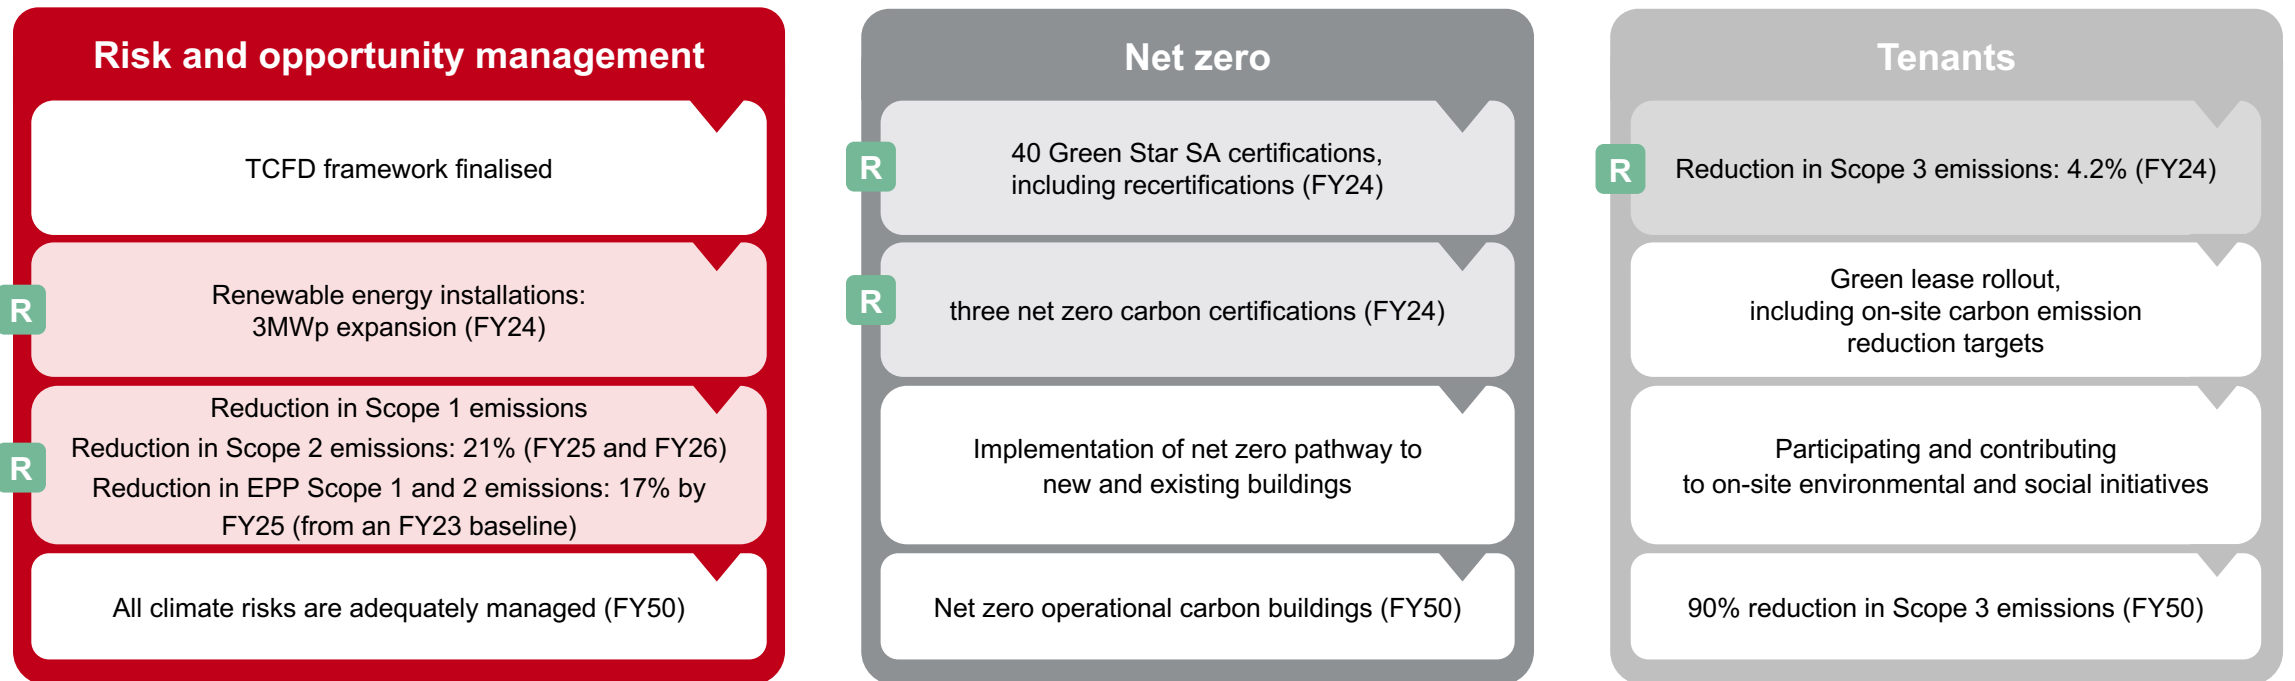 Risk and opportunity management
TCFD framework finalised
R
Renewable energy installations:
3MWp expansion (FY24)
R
Reduction in Scope 1 emissions
Reduction in Scope 2 emissions: 21% (FY25 and FY26)
Reduction in EPP Scope 1 and 2 emissions: 17% by
FY25 (from an FY23 baseline)
All climate risks are adequately managed (FY50)
Net zero
R
40 Green Star SA certifications,
including recertifications (FY24)
R
three net zero carbon certifications (FY24)
Implementation of net zero pathway to
new and existing buildings
Net zero operational carbon buildings (FY50)
Tenants
R
Reduction in Scope 3 emissions: 4.2% (FY24)
Green lease rollout,
including on-site carbon emission
reduction targets
Participating and contributing
to on-site environmental and social initiatives
90% reduction in Scope 3 emissions (FY50)